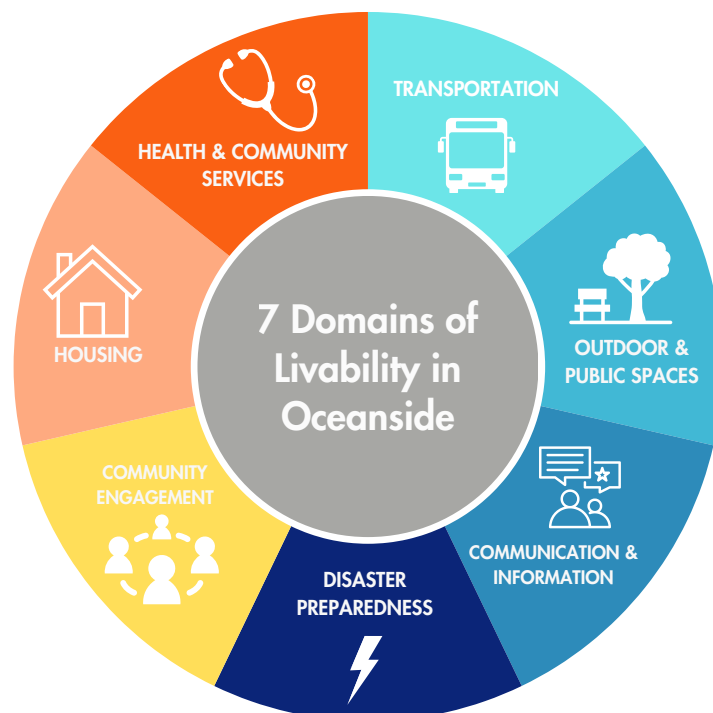 7 Domains of
Livability in
Oceanside
TRANSPORTATION
OUTDOOR &
PUBLIC SPACES
COMMUNICATION &
INFORMATION
DISASTER
PREPAREDNESS
COMMUNITY
ENGAGEMENT
HOUSING
HEALTH & COMMUNITY
SERVICES